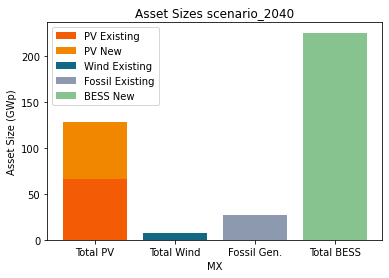 Asset Sizes scenario_2040
PV Existing
PV New
Wind Existing
Fossil Existing
BESS New
Asset Size (GWp)
200
150
100
50
0
Total PV Total Wind Fossil Gen. Total BESS
MX